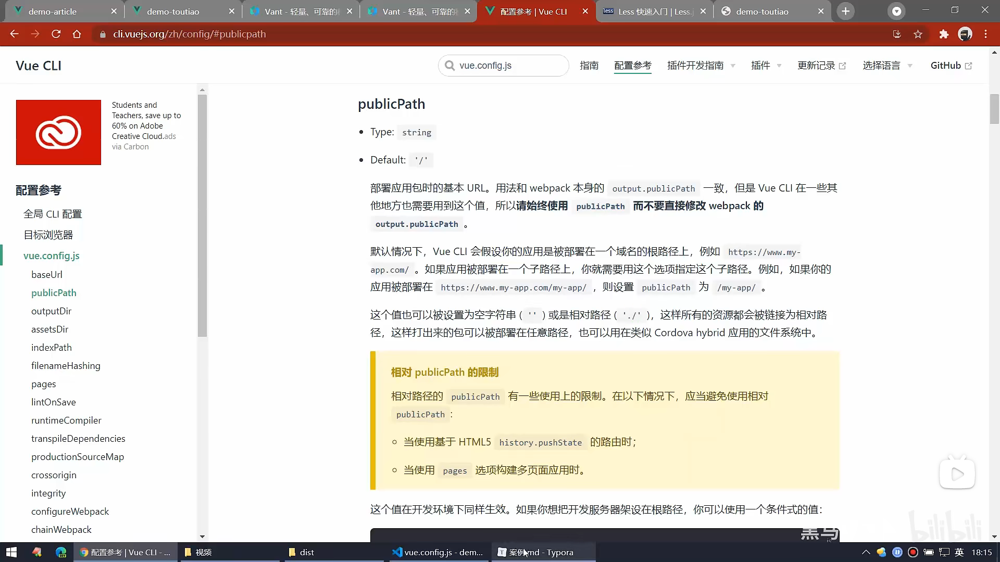 demo-article
demo-toutiao
Vant - 轻量、可靠的
Vant - 轻量、可靠的
配置参考 | Vue CLI
Less 快速入门 | Less.j
demo-toutiao
cli.vuejs.org/zh/config/#publicpath
Vue CLI
vue.config.js
指南
配置参考
插件开发指南
插件
更新记录
选择语言
GitHub
Students and
Teachers, save up to
60% on Adobe
Creative Cloud.ads
via Carbon
配置参考
全局 CLI 配置
目标浏览器
vue.config.js
baseUrl
publicPath
outputDir
assetsDir
indexPath
filenameHashing
pages
lintOnSave
runtimeCompiler
transpileDependencies
productionSourceMap
crossorigin
integrity
configureWebpack
chainWebpack
publicPath
Type: string
Default: '/'
部署应用包时的基本 URL。用法和 webpack 本身的 output.publicPath 一致，但是 Vue CLI 在一些其
他地方也需要用到这个值，所以请始终使用 publicPath 而不要直接修改 webpack 的
output.publicPath 。
默认情况下，Vue CLI 会假设你的应用是被部署在一个域名的根路径上，例如 https://www.my-
app.com/ 。如果应用被部署在一个子路径上，你就需要用这个选项指定这个子路径。例如，如果你的
应用被部署在 https://www.my-app.com/my-app/ ，则设置 publicPath 为 /my-app/ 。
这个值也可以被设置为空字符串 ( '' ) 或是相对路径 ( './' )，这样所有的资源都会被链接为相对路
径，这样打出来的包可以被部署在任意路径，也可以用在类似 Cordova hybrid 应用的文件系统中。
相对 publicPath 的限制
相对路径的 publicPath 有一些使用上的限制。在以下情况下，应当避免使用相对
publicPath :
当使用基于 HTML5 history.pushState 的路由时；
当使用 pages 选项构建多页面应用时。
这个值在开发环境下同样生效。如果你想把开发服务器架设在根路径，你可以使用一个条件式的值：
黑马
bilibili
js
配置参考 | Vue CLI - ...
视频
dist
vue.config.js - dem...
案例.md - Typora
英
18:15